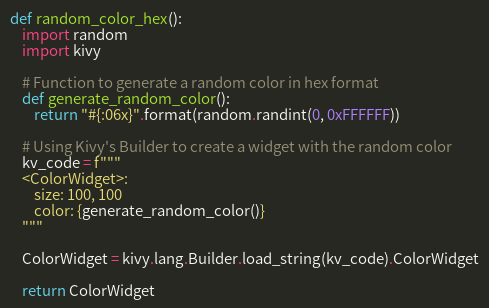 def random_color_hex():
    import random
    import kivy

    # Function to generate a random color in hex format
    def generate_random_color():
        return "#{:06x}".format(random.randint(0, 0xFFFFFF))

    # Using Kivy's Builder to create a widget with the random color
    kv_code = f"""
    <ColorWidget>:
        size: 100, 100
        color: {generate_random_color()}
    """

    ColorWidget = kivy.lang.Builder.load_string(kv_code).ColorWidget

    return ColorWidget